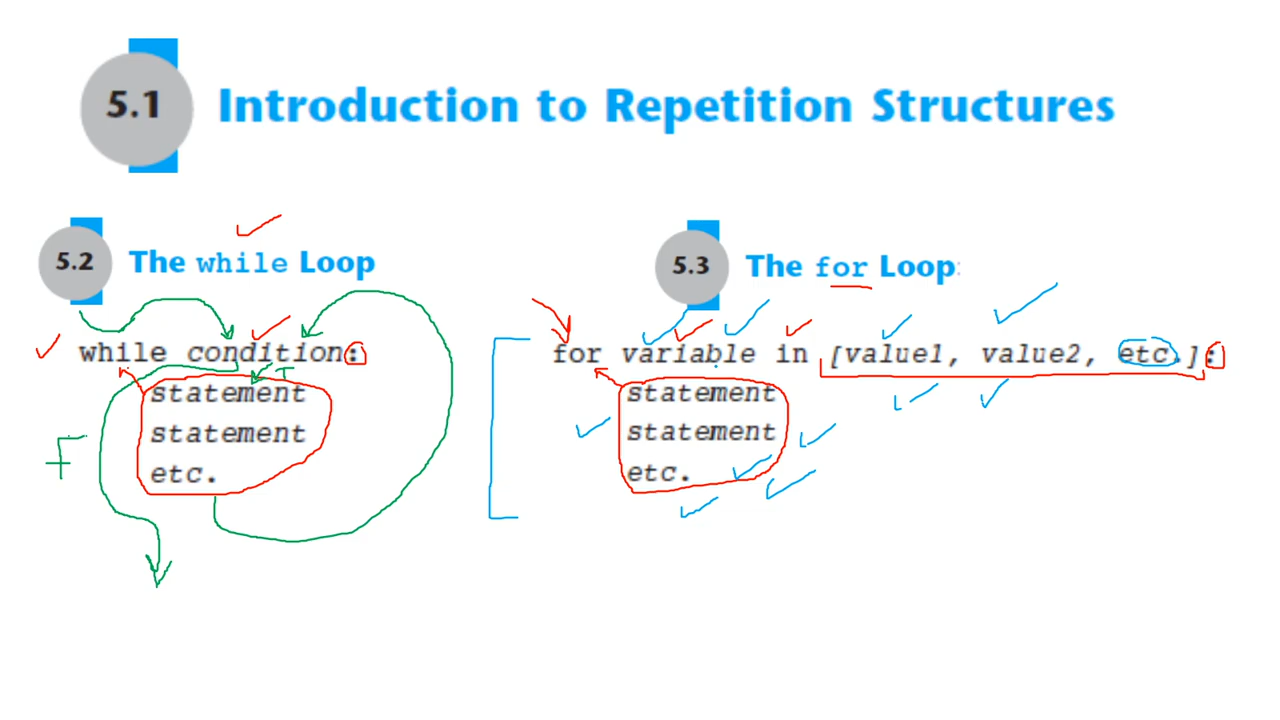 5.1 Introduction to Repetition Structures
5.2 The while Loop
while condition:
T
statement
statement
etc.
F
5.3 The for Loop:
for variable in [value1, value2, etc.]:
statement
statement
etc.